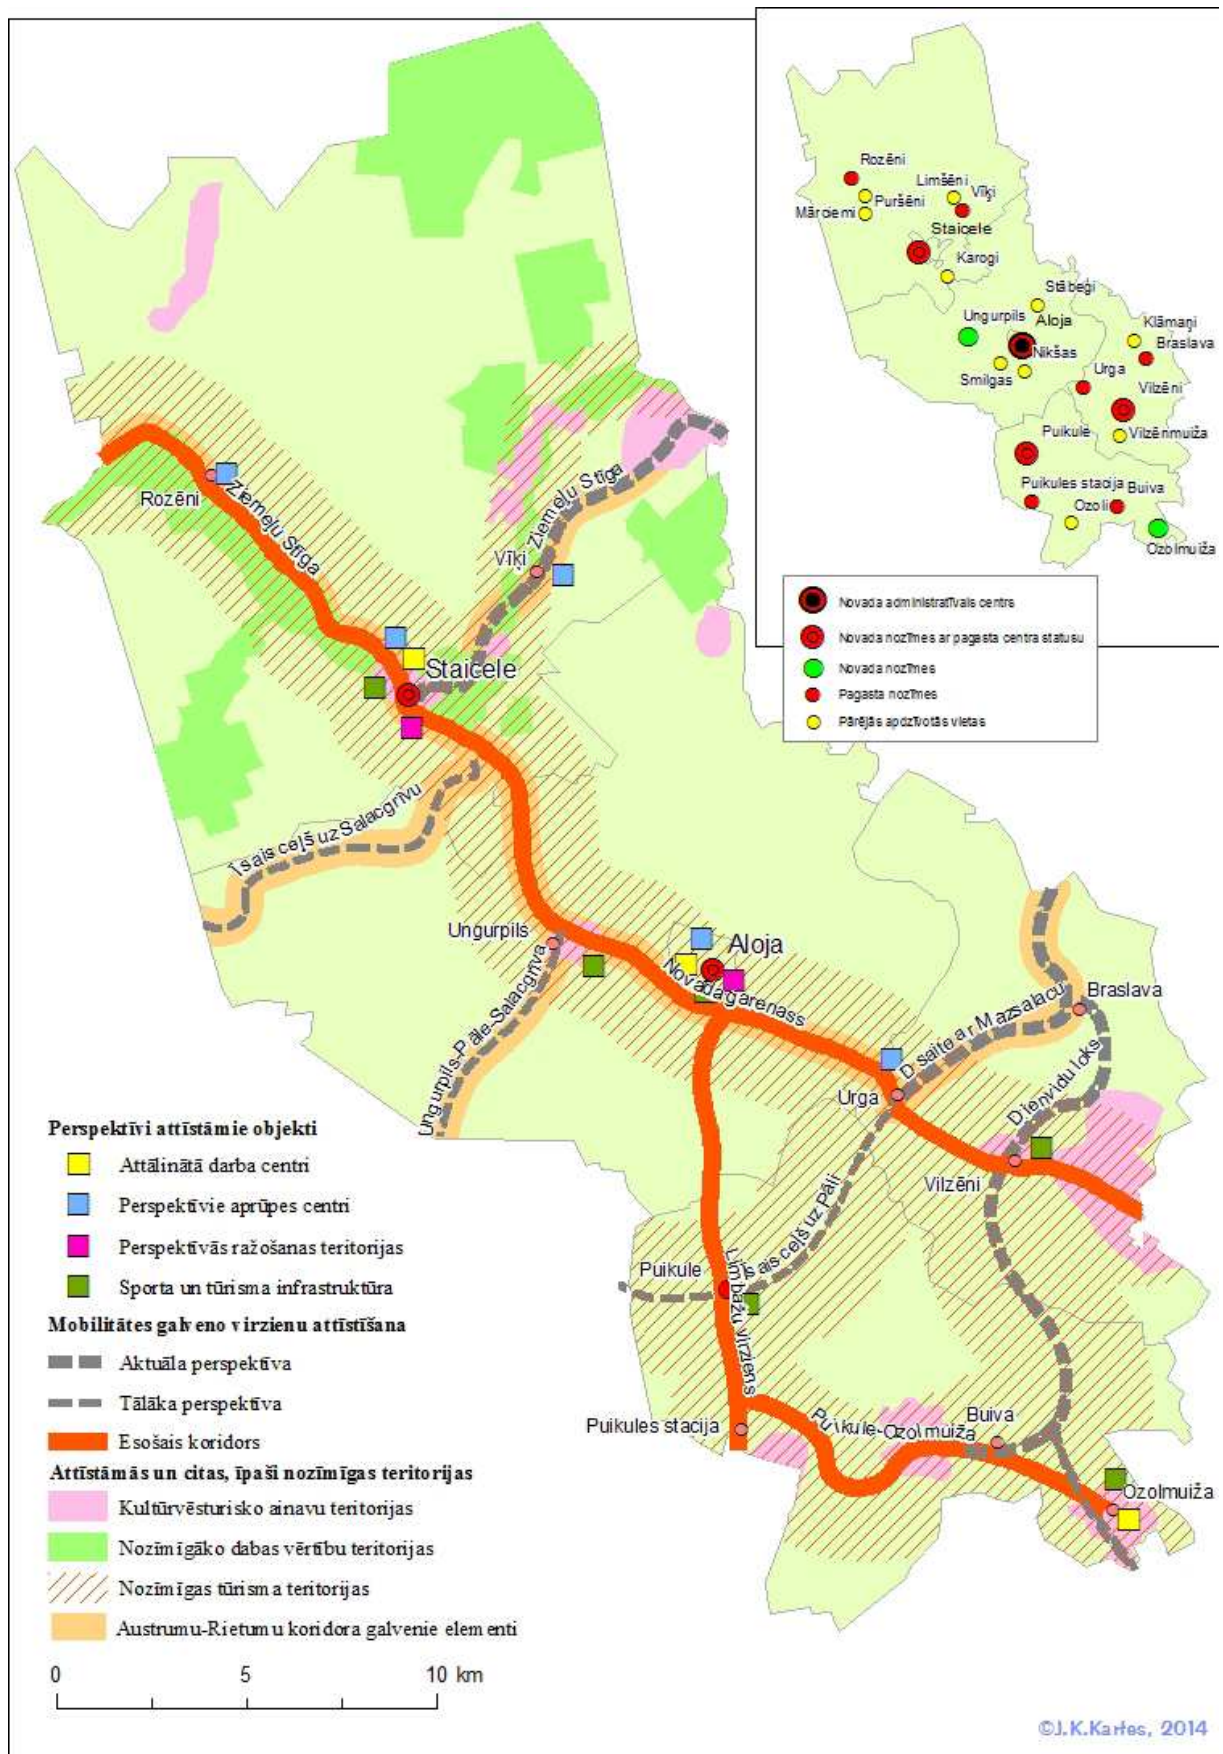 Rozēni
Limšēni
Vīķi
Puršēni
Mārciemi
Staicele
Karogi
Stābeģi
Ungurpils
Aloja
Klāmaņi
Braslava
Nikšas
Urga
Smilgas
Vilzēni
Puikule
Vilzēnmuiža
Puikules stacija
Buiva
Ozoli
Ozolmuiža
Novada administratīvais centrs
Novada nozīmes ar pagasta centra statusu
Novada nozīmes
Pagasta nozīmes
Pārējās apdzīvotās vietas
Rozēni
Ziemeļu Stīga
Vīķi
Ziemeļu Stīga
Staicele
Īsais ceļš uz Salacgrīvu
Ungurpils
Aloja
Novada garenass
Ungurpils-Pāle-Salacgrīva
Braslava
D saite ar Mazsalacu
Dienvidu loks
Urga
Vilzēni
Īsais ceļš uz Pāli
Puikule
Limbažu virziens
Puikules stacija
Puikule-Ozolmuiža
Buiva
Ozolmuiža
Perspektīvi attīstāmie objekti
Attālinātā darba centri
Perspektīvie aprūpes centri
Perspektīvās ražošanas teritorijas
Sporta un tūrisma infrastruktūra
Mobilitātes galveno virzienu attīstīšana
Aktuāla perspektīva
Tālāka perspektīva
Esošais koridors
Attīstāmās un citas, īpaši nozīmīgas teritorijas
Kultūrvēsturisko ainavu teritorijas
Nozīmīgāko dabas vērtību teritorijas
Nozīmīgas tūrisma teritorijas
Austrumu-Rietumu koridora galvenie elementi
0 5 10 km
©J.K.Kartes, 2014